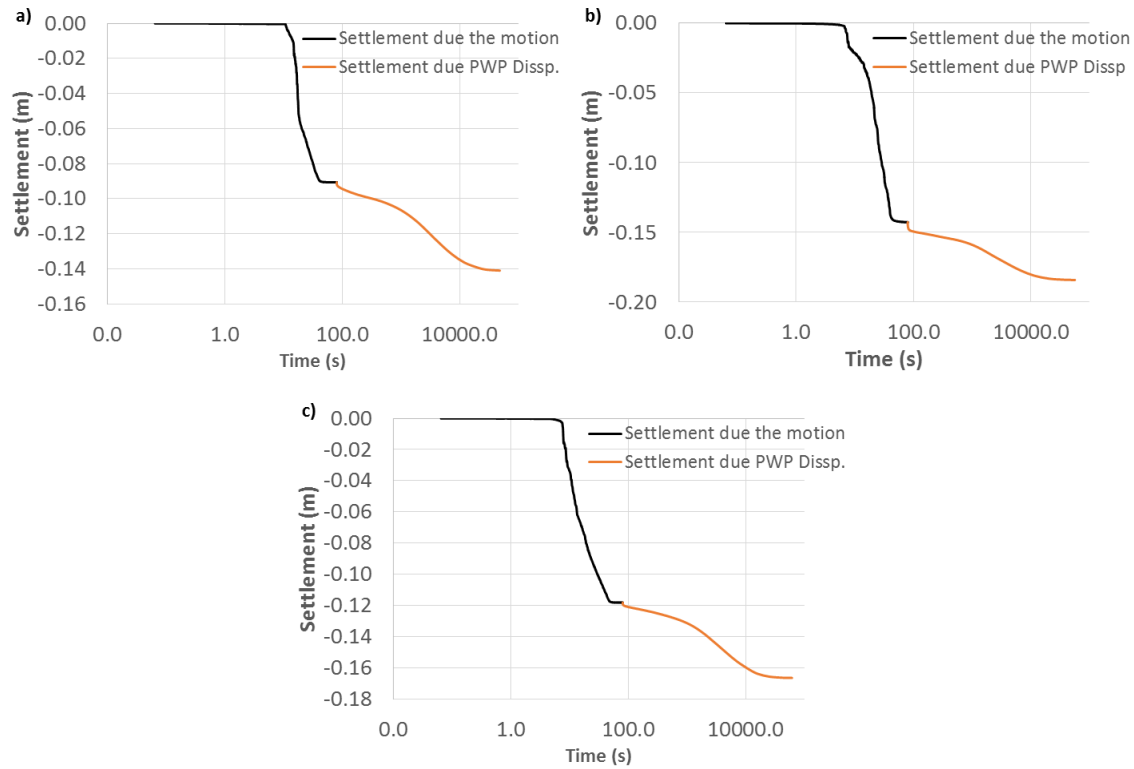 a)
0.00
-0.02
-0.04
-0.06
-0.08
-0.10
-0.12
-0.14
-0.16
Settlement (m)
Settlement due the motion
Settlement due PWP Dissp.
0.0 1.0 100.0 10000.0
Time (s)
b)
0.00
-0.05
-0.10
-0.15
-0.20
Settlement (m)
Settlement due the motion
Settlement due PWP Dissp
0.0 1.0 100.0 10000.0
Time (s)
c)
0.00
-0.02
-0.04
-0.06
-0.08
-0.10
-0.12
-0.14
-0.16
-0.18
Settlement (m)
Settlement due the motion
Settlement due PWP Dissp.
0.0 1.0 100.0 10000.0
Time (s)